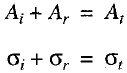 A_i + A_r = A_t
σ_i + σ_r = σ_t